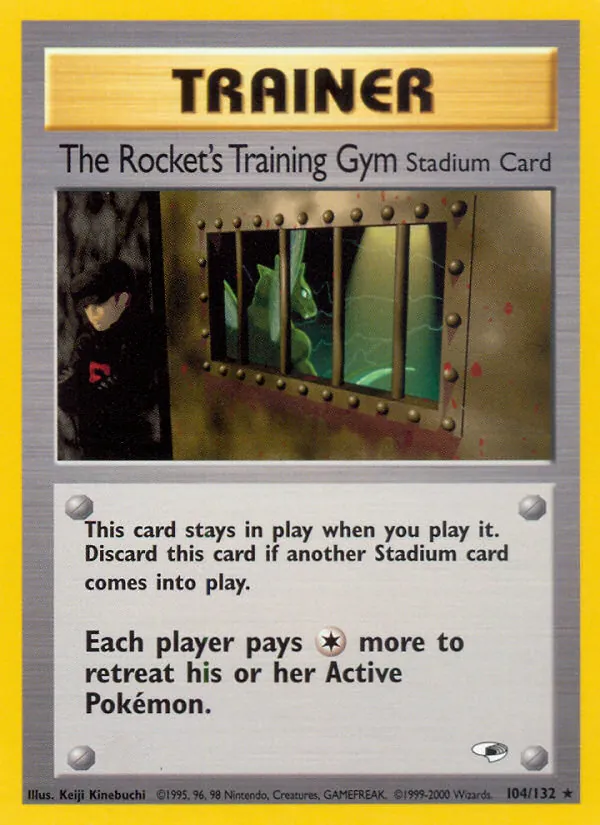 TRAINER
The Rocket's Training Gym Stadium Card
This card stays in play when you play it.
Discard this card if another Stadium card
comes into play.
Each player pays more to
retreat his or her Active
Pokémon.
Illus. Keiji Kinebuchi ©1995, 96, 98 Nintendo, Creatures, GAMEFREAK. ©1999-2000 Wizards. 104/132 ★